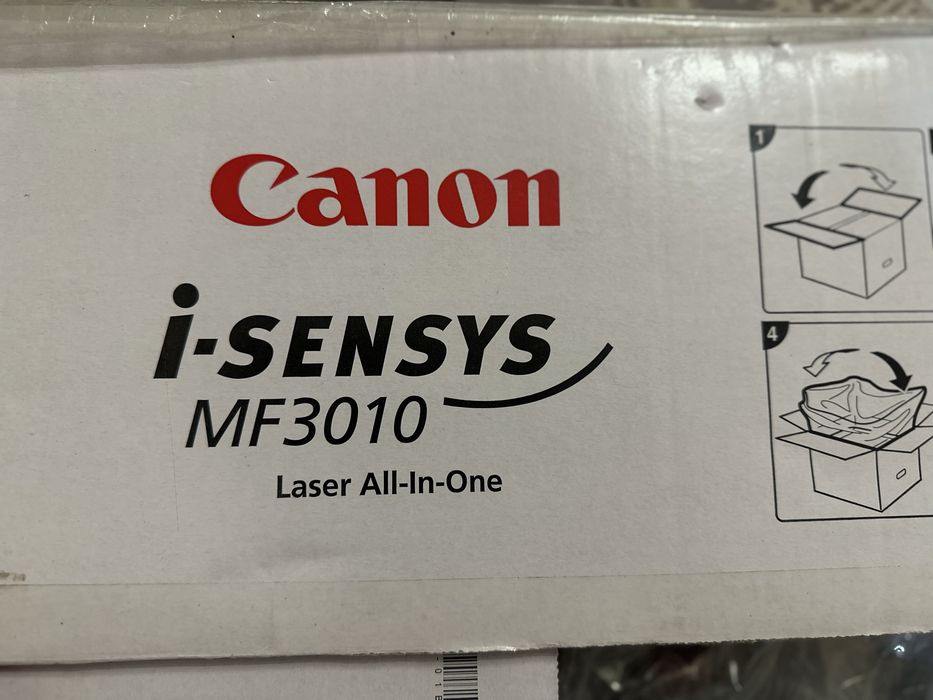 Canon
i-SENSYS
MF3010
Laser All-In-One
1
4